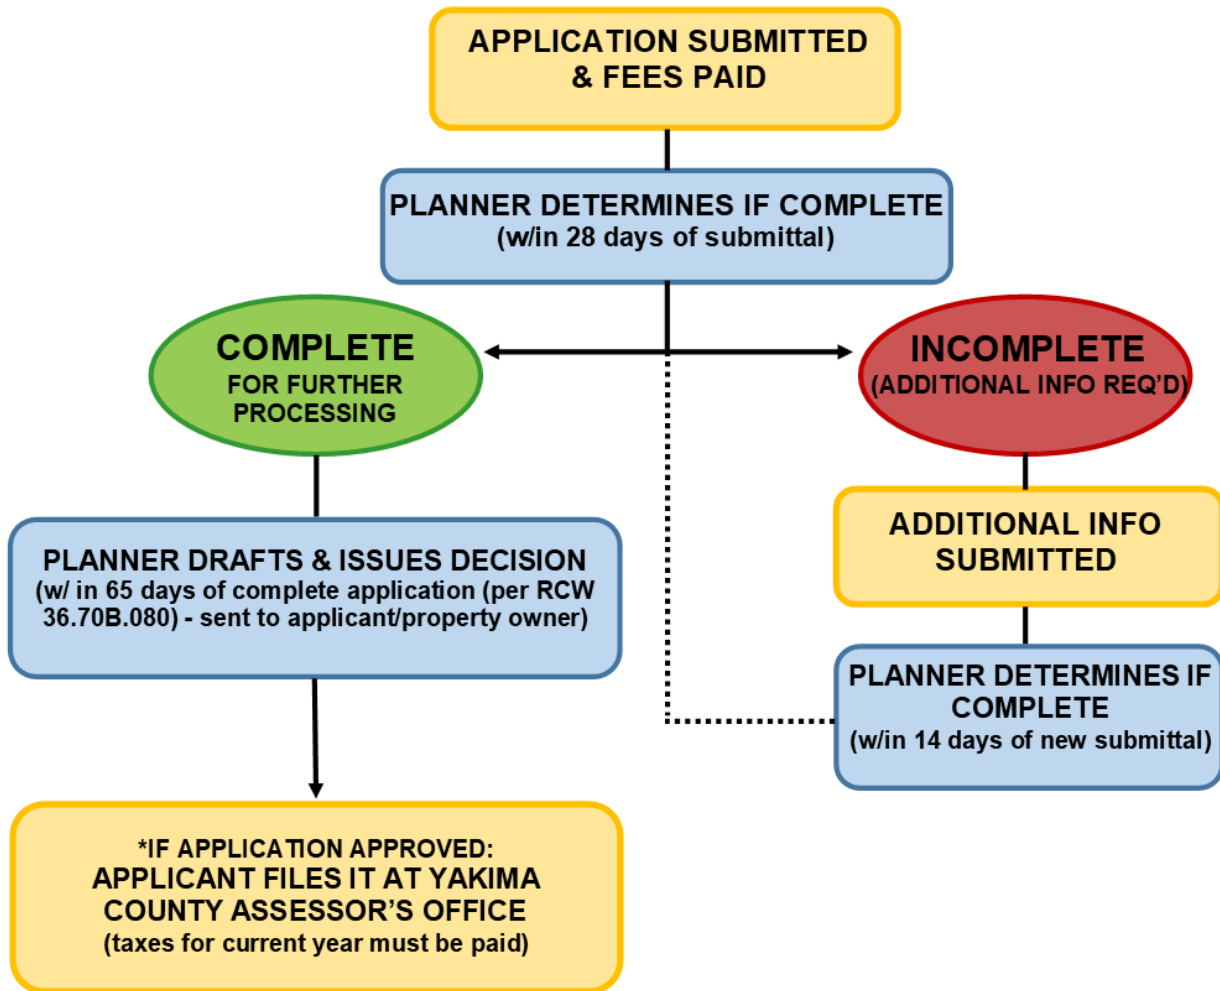 APPLICATION SUBMITTED
& FEES PAID
PLANNER DETERMINES IF COMPLETE
(w/in 28 days of submittal)
COMPLETE
FOR FURTHER
PROCESSING
INCOMPLETE
(ADDITIONAL INFO REQ'D)
ADDITIONAL INFO
SUBMITTED
PLANNER DETERMINES IF
COMPLETE
(w/in 14 days of new submittal)
PLANNER DRAFTS & ISSUES DECISION
(w/ in 65 days of complete application (per RCW
36.70B.080) - sent to applicant/property owner)
*IF APPLICATION APPROVED:
APPLICANT FILES IT AT YAKIMA
COUNTY ASSESSOR'S OFFICE
(taxes for current year must be paid)